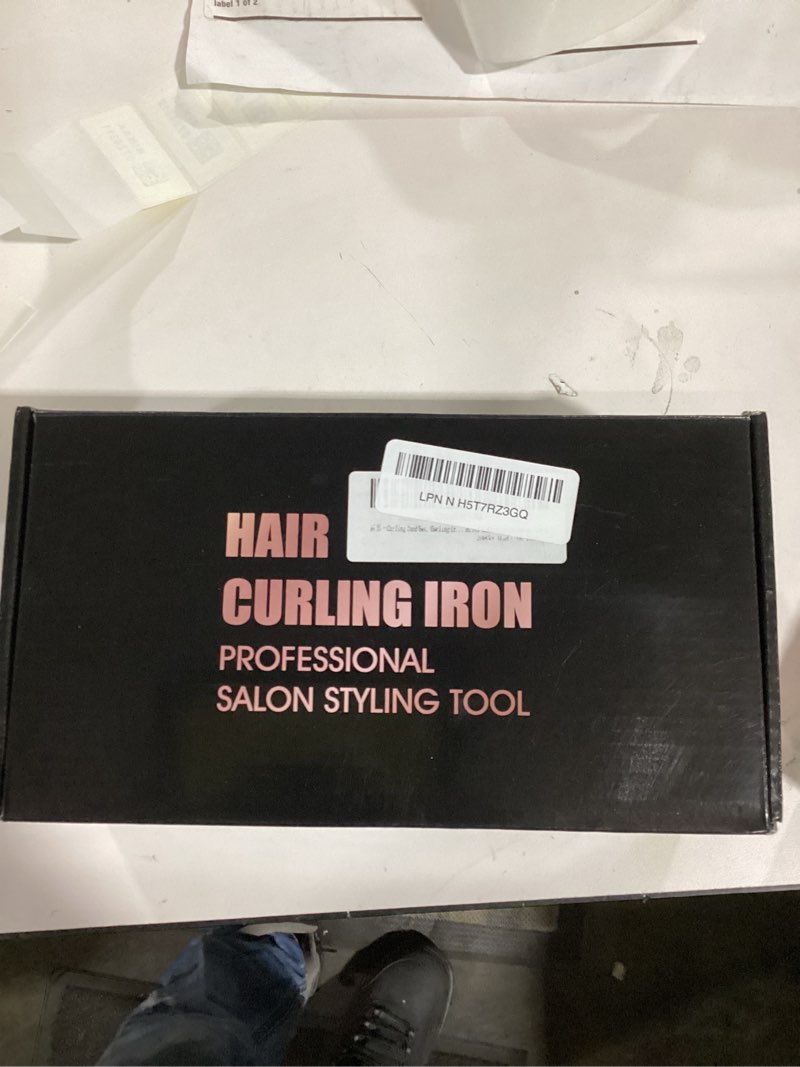 label 1 of 2
LPN N H5T7RZ3GQ
HAIR
CURLING IRON
PROFESSIONAL
SALON STYLING TOOL